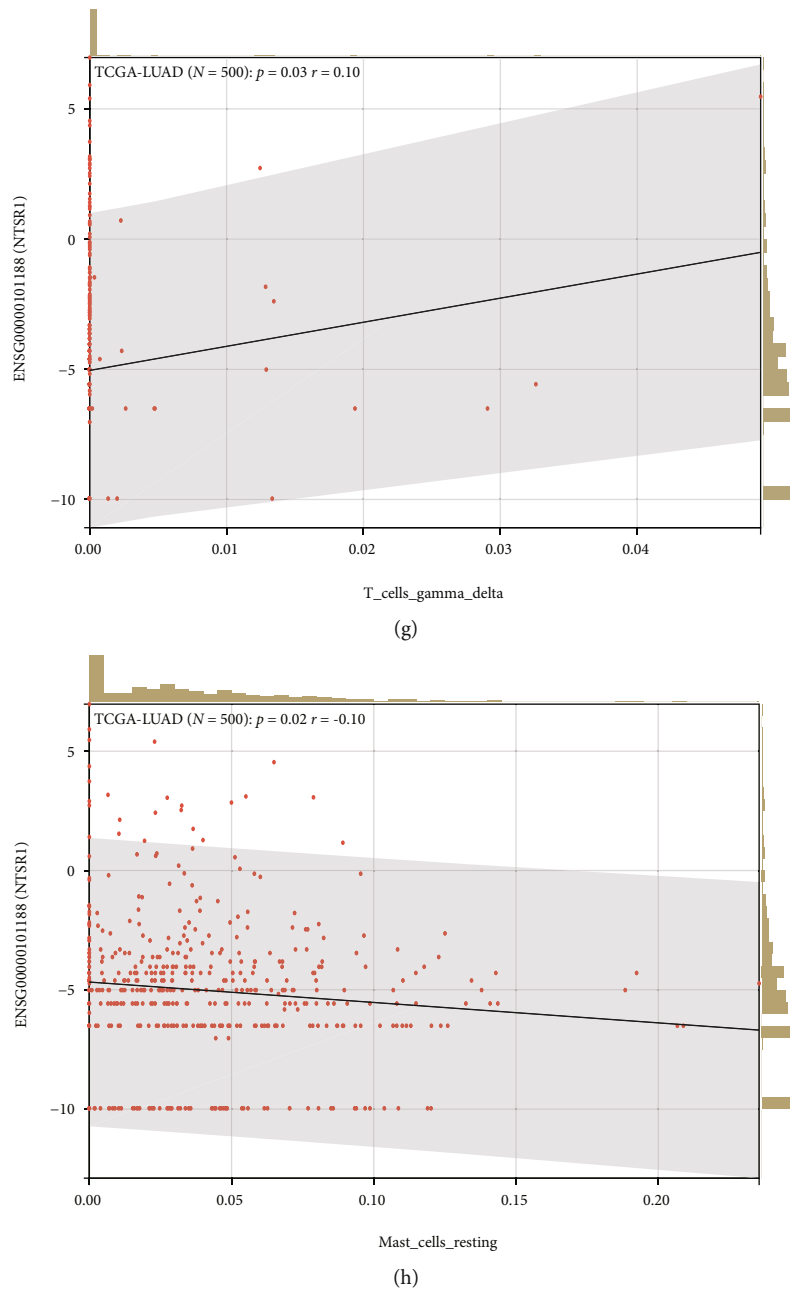 TCGA-LUAD (N = 500): p = 0.03 r = 0.10
5
0
−5
−10
ENSG00000101188 (NTSR1)
0.00 0.01 0.02 0.03 0.04
T_cells_gamma_delta
(g)
TCGA-LUAD (N = 500): p = 0.02 r = -0.10
5
0
−5
−10
ENSG00000101188 (NTSR1)
0.00 0.05 0.10 0.15 0.20
Mast_cells_resting
(h)